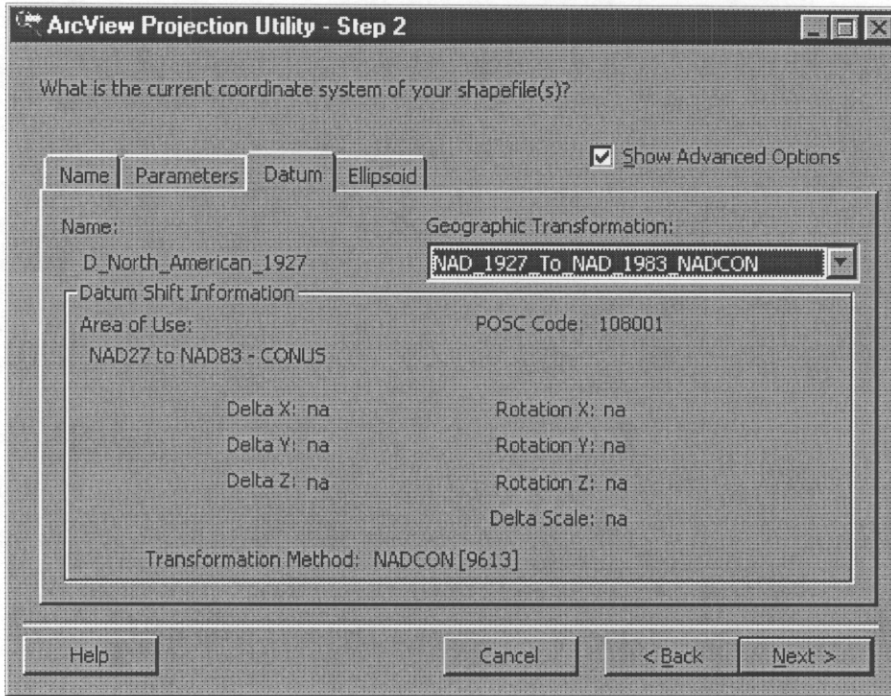 ArcView Projection Utility - Step 2
What is the current coordinate system of your shapefile(s)?
Show Advanced Options
Name Parameters Datum Ellipsoid
Name:
Geographic Transformation:
D_North_American_1927
NAD_1927_To_NAD_1983_NADCON
Datum Shift Information
Area of Use:
POSC Code: 108001
NAD27 to NAD83 - CONUS
Delta X: na
Rotation X: na
Delta Y: na
Rotation Y: na
Delta Z: na
Rotation Z: na
Delta Scale: na
Transformation Method: NADCON [9613]
Help
Cancel
< Back
Next >